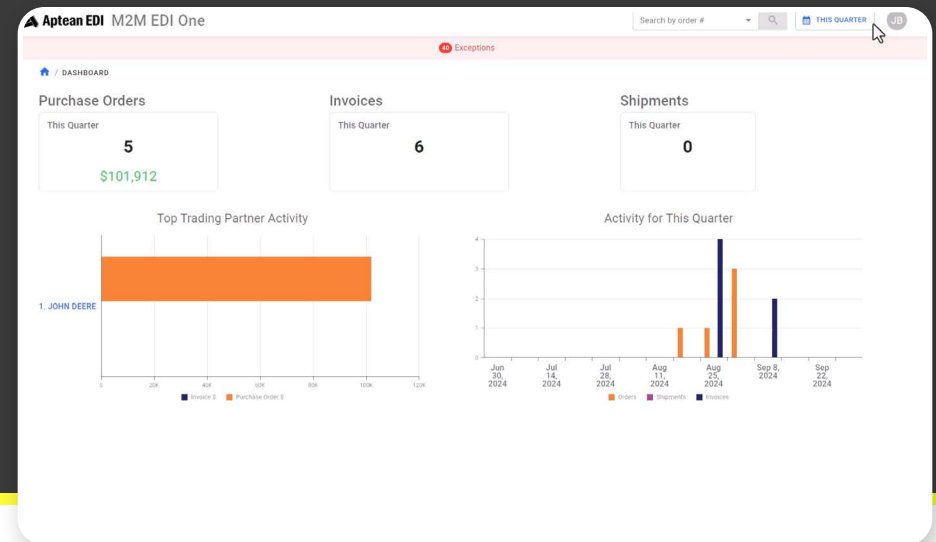 Aptean EDI M2M EDI One
Search by order #
THIS QUARTER
JB
40 Exceptions
/ DASHBOARD
Purchase Orders
This Quarter
5
$101,912
Invoices
This Quarter
6
Shipments
This Quarter
0
Top Trading Partner Activity
1. JOHN DEERE
0 20K 40K 60K 80K 100K 120K
Invoice $ Purchase Order $
Activity for This Quarter
4
3
2
1
0
Jun 30, 2024
Jul 14, 2024
Jul 28, 2024
Aug 11, 2024
Aug 25, 2024
Sep 8, 2024
Sep 22, 2024
Orders Shipments Invoices